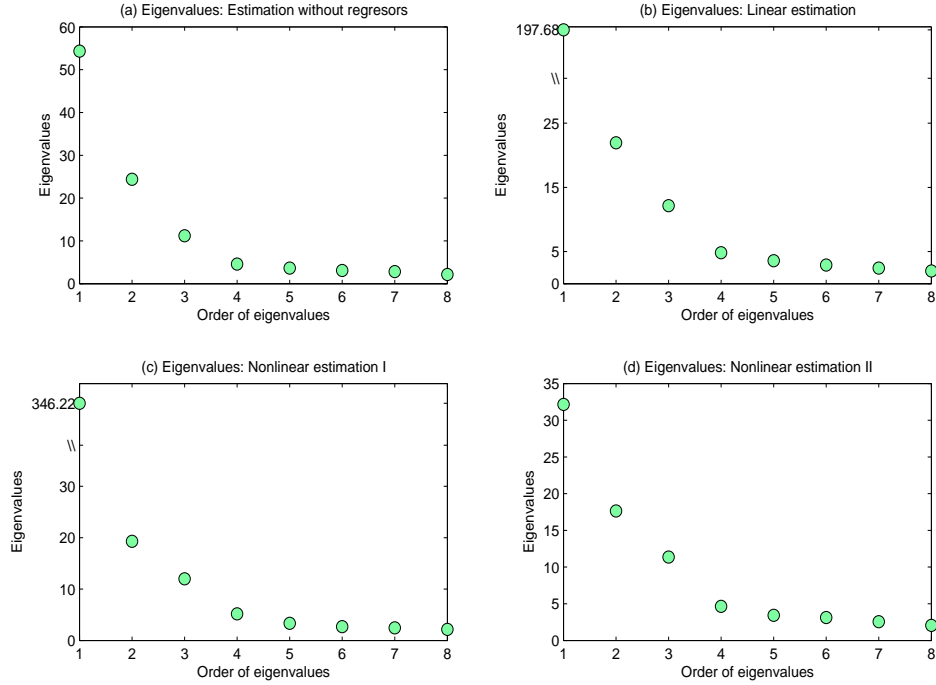 (a) Eigenvalues: Estimation without regresors
60
50
40
30
20
10
0
Eigenvalues
1 2 3 4 5 6 7 8
Order of eigenvalues
(b) Eigenvalues: Linear estimation
197.68
\\
25
15
5
0
Eigenvalues
1 2 3 4 5 6 7 8
Order of eigenvalues
(c) Eigenvalues: Nonlinear estimation I
346.22
\\
30
20
10
0
Eigenvalues
1 2 3 4 5 6 7 8
Order of eigenvalues
(d) Eigenvalues: Nonlinear estimation II
35
30
25
20
15
10
5
0
Eigenvalues
1 2 3 4 5 6 7 8
Order of eigenvalues